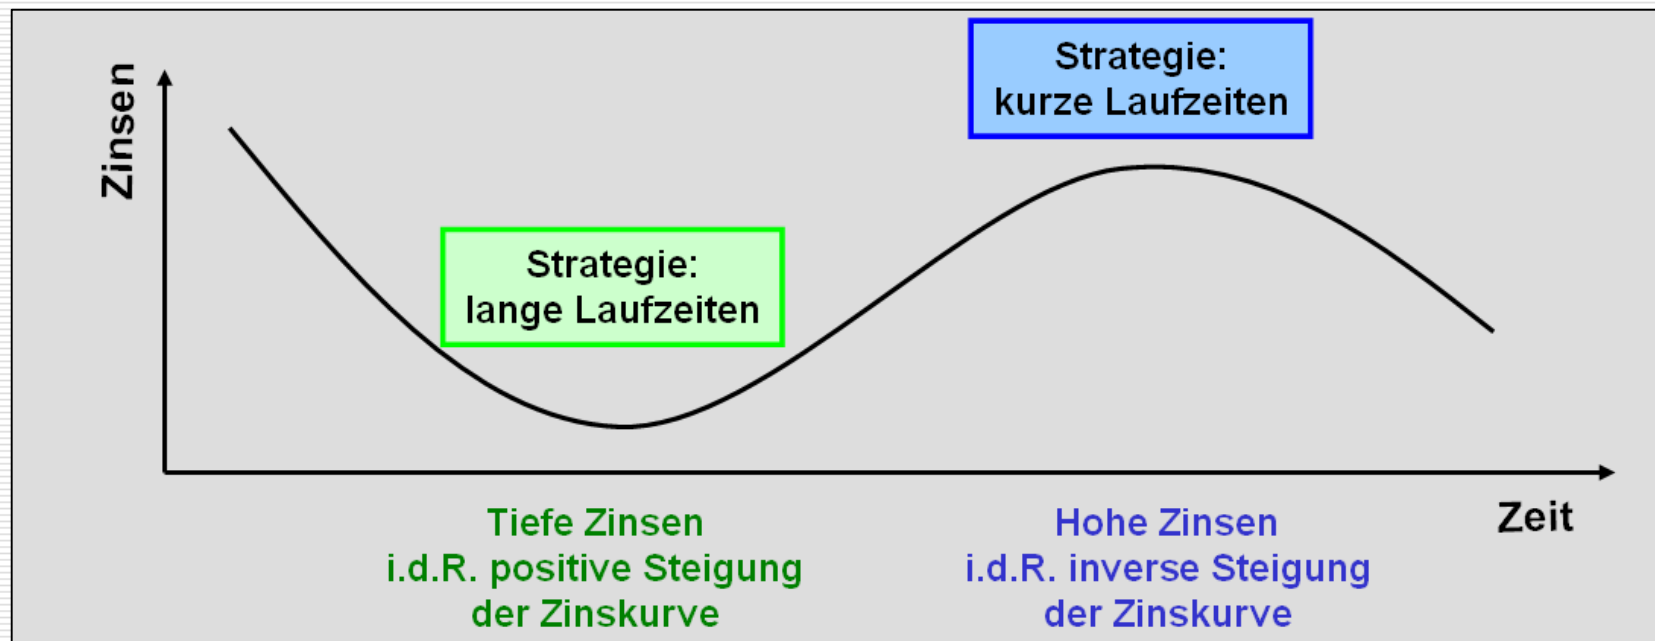 Zinsen
Strategie:
kurze Laufzeiten
Strategie:
lange Laufzeiten
Zeit
Tiefe Zinsen
i.d.R. positive Steigung
der Zinskurve
Hohe Zinsen
i.d.R. inverse Steigung
der Zinskurve